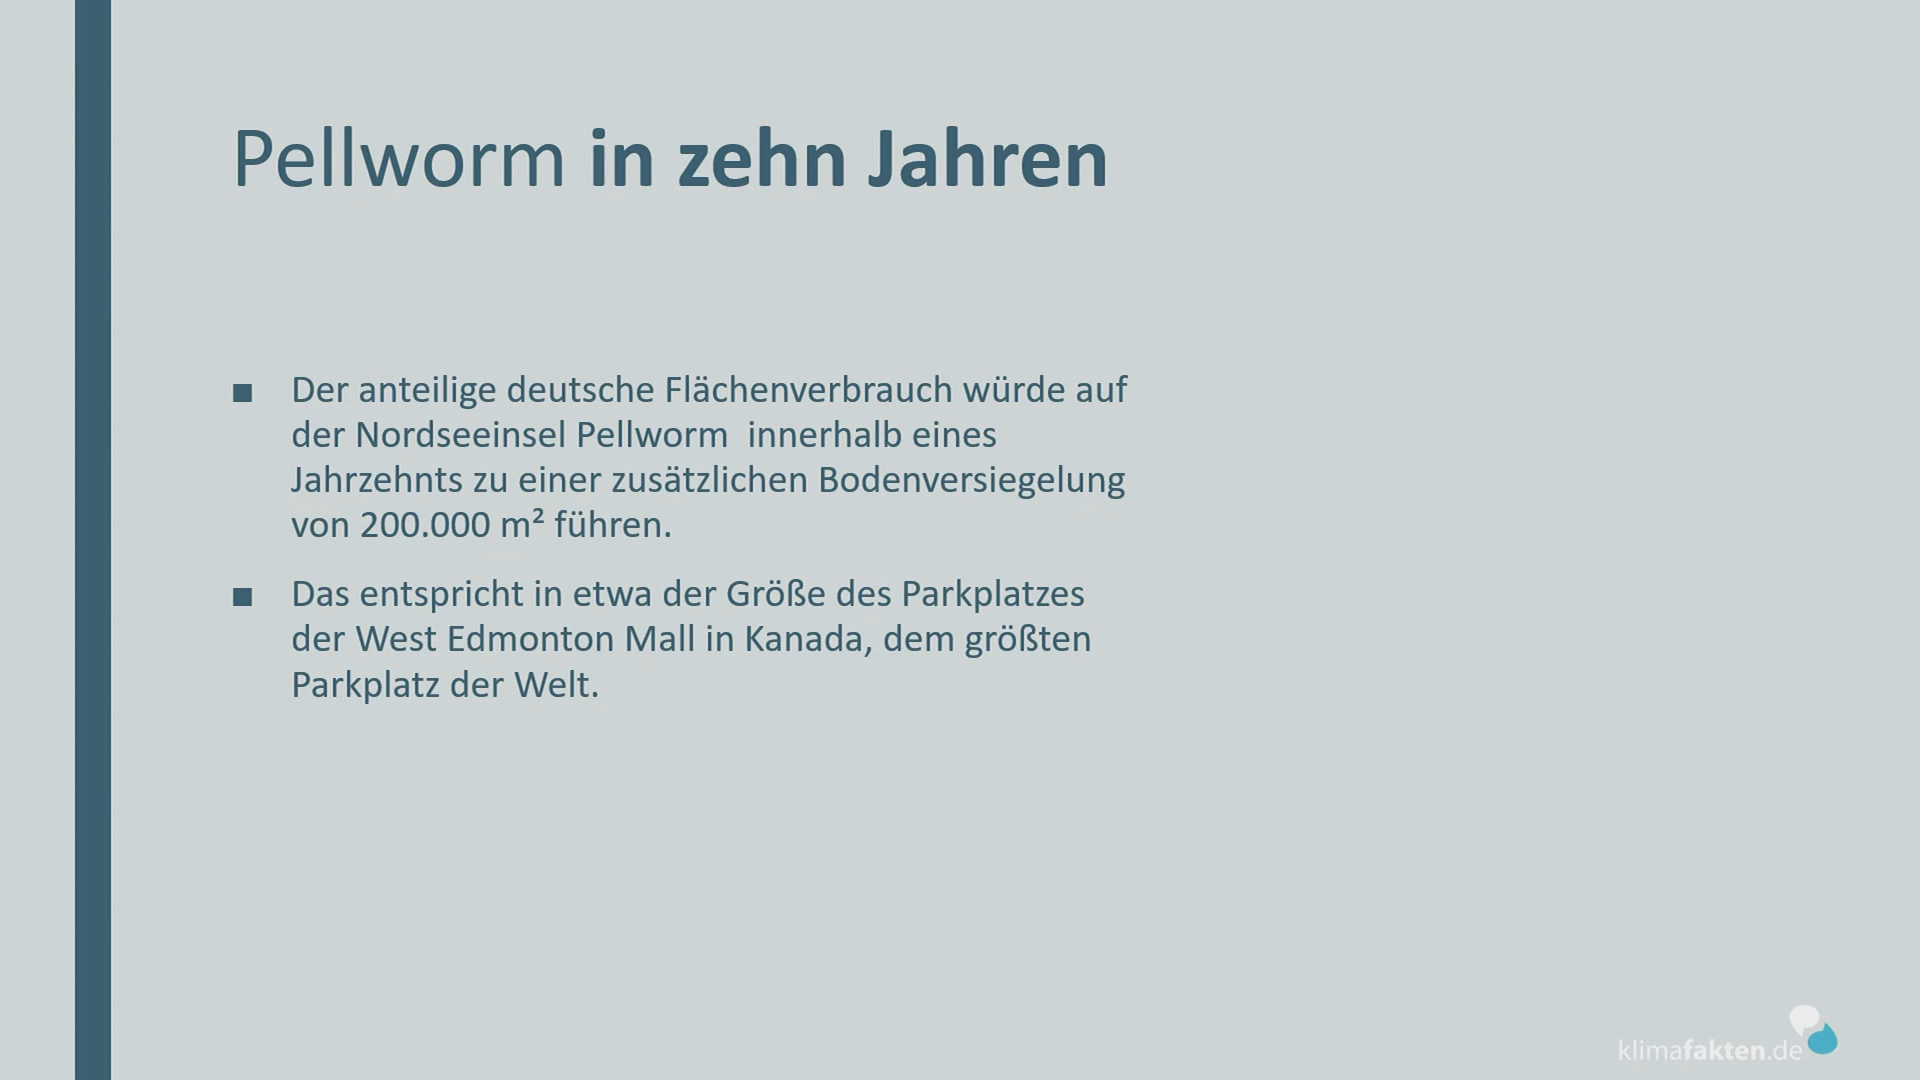 Pellworm in zehn Jahren
■ Der anteilige deutsche Flächenverbrauch würde auf
der Nordseeinsel Pellworm  innerhalb eines
Jahrzehnts zu einer zusätzlichen Bodenversiegelung
von 200.000 m² führen.
■ Das entspricht in etwa der Größe des Parkplatzes
der West Edmonton Mall in Kanada, dem größten
Parkplatz der Welt.
klimafakten.de